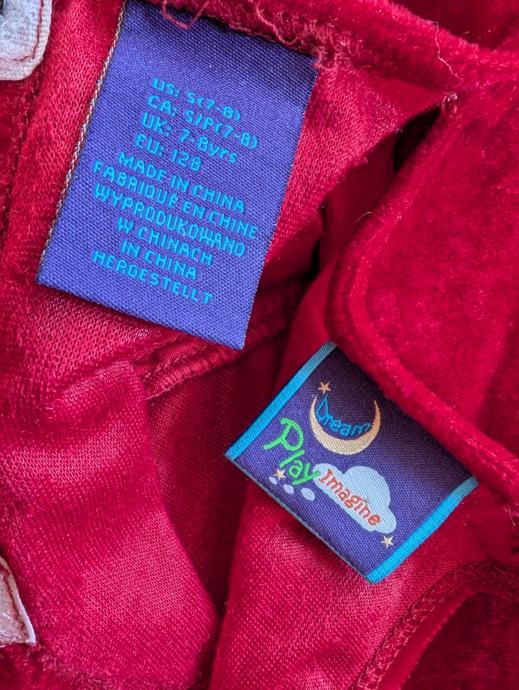 US: S(7-8)
CA: S/P(7-8)
UK: 7-8yrs
EU: 128
MADE IN CHINA
FABRIQUÉ EN CHINE
WYPRODUKOWANO
W CHINACH
IN CHINA
HERGESTELLT
Dream
Play
Imagine